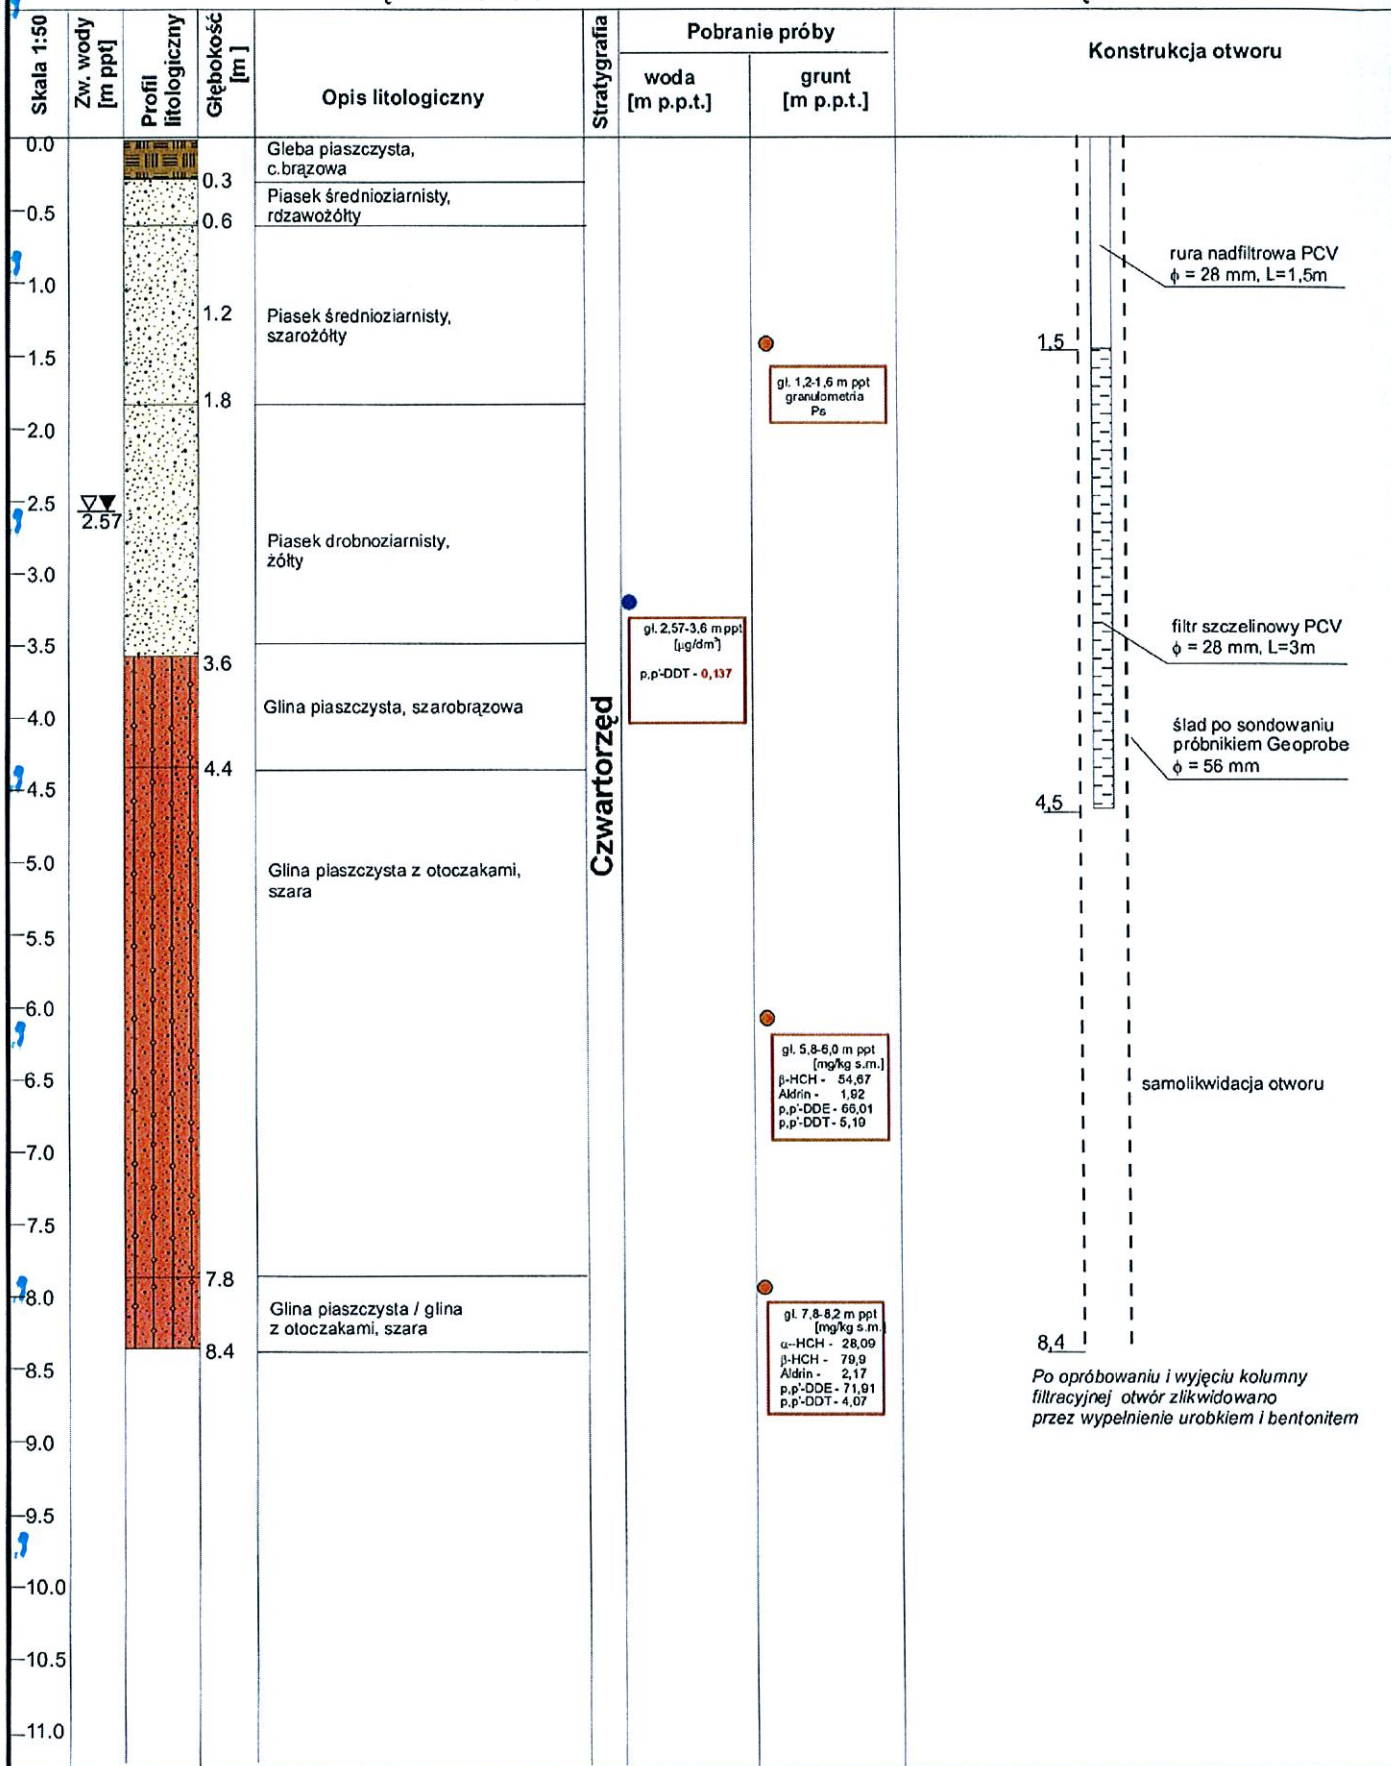 Skala 1:50
Zw. wody
[m ppt]
Profil
litologiczny
Głębokość
[m ]
Opis litologiczny
Stratygrafia
Pobranie próby
woda
[m p.p.t.]
grunt
[m p.p.t.]
Konstrukcja otworu
0.0
0.5
1.0
1.5
2.0
2.5
3.0
3.5
4.0
4.5
5.0
5.5
6.0
6.5
7.0
7.5
8.0
8.5
9.0
9.5
10.0
10.5
11.0
2.57
0.3
0.6
1.2
1.8
3.6
4.4
7.8
8.4
Gleba piaszczysta,
c.brązowa
Piasek średnioziarnisty,
rdzawożółty
Piasek średnioziarnisty,
szarożółty
Piasek drobnoziarnisty,
żółty
Glina piaszczysta, szarobrązowa
Glina piaszczysta z otoczakami,
szara
Glina piaszczysta / glina
z otoczakami, szara
Czwartorzęd
gł. 2,57-3,6 m ppt
[µg/dm³]
p,p'-DDT - 0,137
gł. 1,2-1,6 m ppt
granulometria
Ps
gł. 5,8-6,0 m ppt
[mg/kg s.m.]
β-HCH - 54,67
Aldrin - 1,92
p,p'-DDE - 66,01
p,p'-DDT - 5,19
gł. 7,8-8,2 m ppt
[mg/kg s.m.]
α-HCH - 28,09
β-HCH - 79,9
Aldrin - 2,17
p,p'-DDE - 71,91
p,p'-DDT - 4,07
1,5
4,5
8,4
rura nadfiltrowa PCV
ϕ = 28 mm, L=1,5m
filtr szczelinowy PCV
ϕ = 28 mm, L=3m
ślad po sondowaniu
próbnikiem Geoprobe
ϕ = 56 mm
samolikwidacja otworu
Po opróbowaniu i wyjęciu kolumny
filtracyjnej otwór zlikwidowano
przez wypełnienie urobkiem i bentonitem